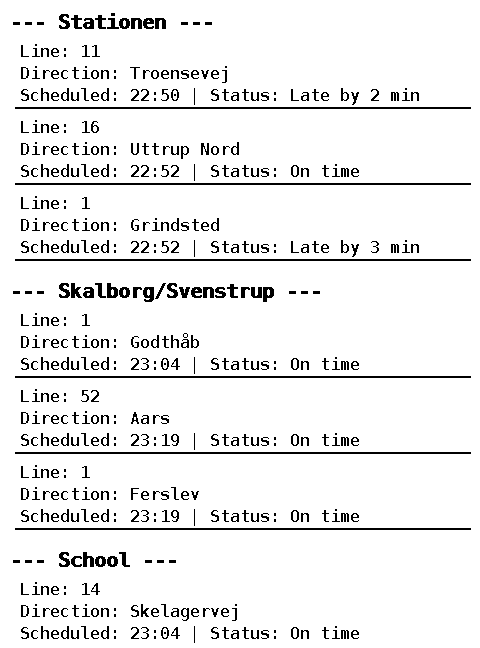 --- Stationen ---
Line: 11
Direction: Troensevej
Scheduled: 22:50 | Status: Late by 2 min
Line: 16
Direction: Uttrup Nord
Scheduled: 22:52 | Status: On time
Line: 1
Direction: Grindsted
Scheduled: 22:52 | Status: Late by 3 min
--- Skalborg/Svenstrup ---
Line: 1
Direction: Godthåb
Scheduled: 23:04 | Status: On time
Line: 52
Direction: Aars
Scheduled: 23:19 | Status: On time
Line: 1
Direction: Ferslev
Scheduled: 23:19 | Status: On time
--- School ---
Line: 14
Direction: Skelagervej
Scheduled: 23:04 | Status: On time